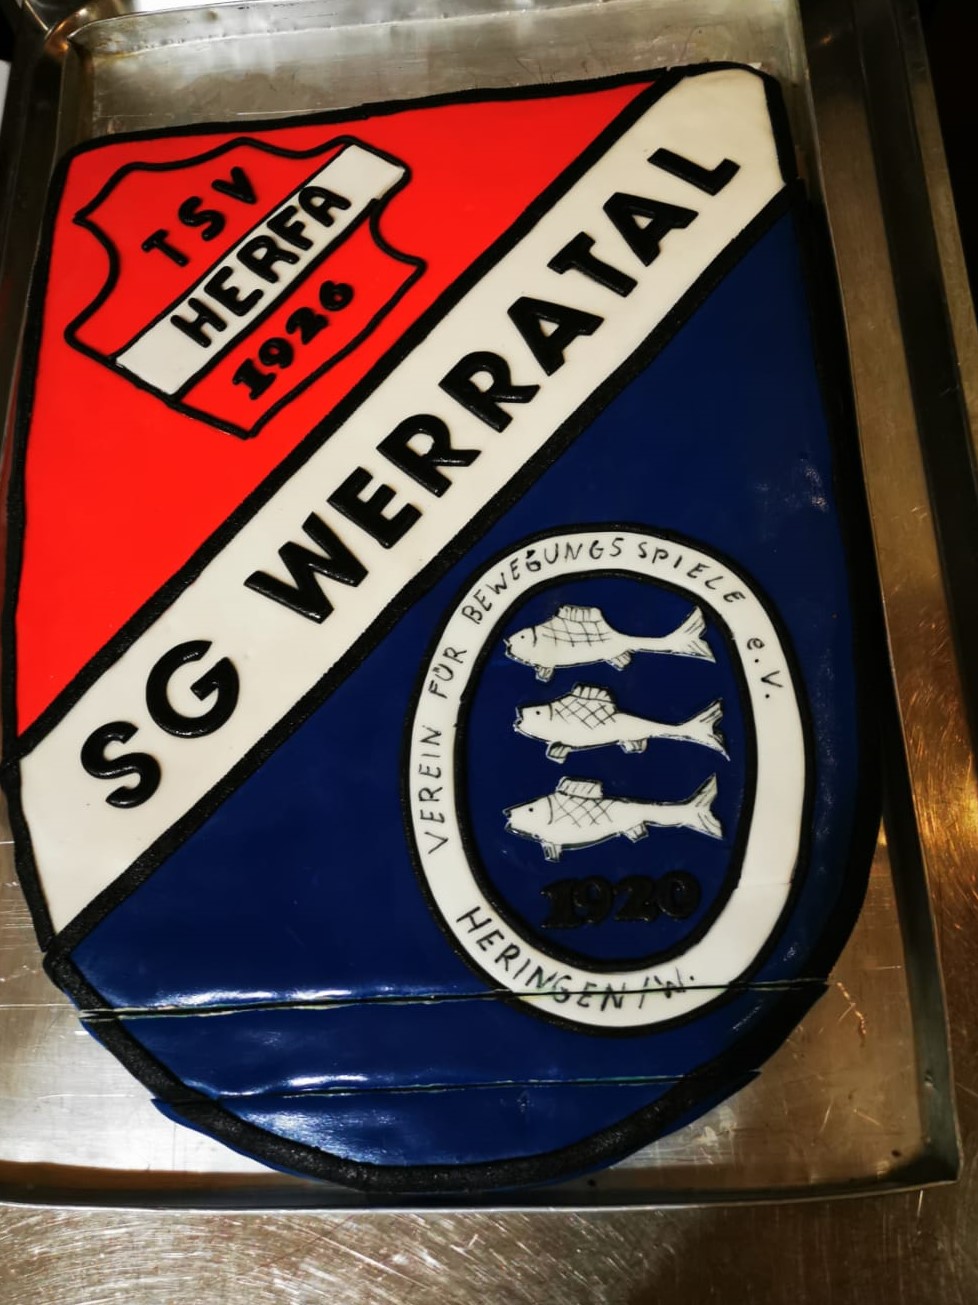 TSV
HERFA
1926
SG WERRATAL
VEREIN FÜR BEWEGUNGSSPIELE e.V.
1920
HERINGEN/W.